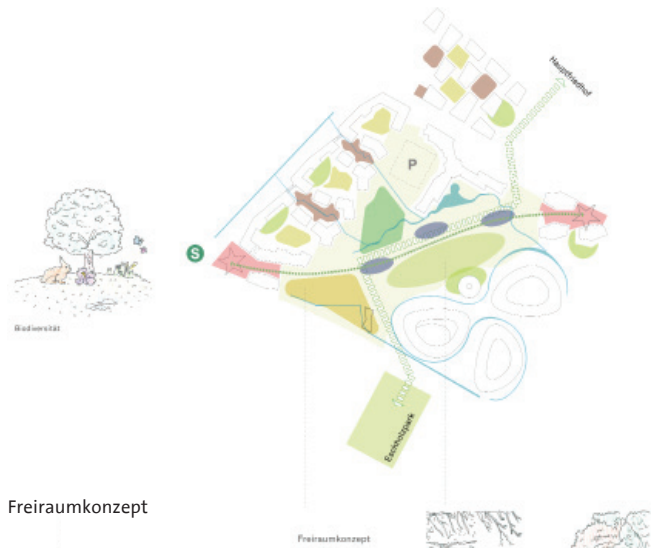 Hauptfriedhof
P
S
Biodiversität
Eschholzpark
Freiraumkonzept
Freiraumkonzept